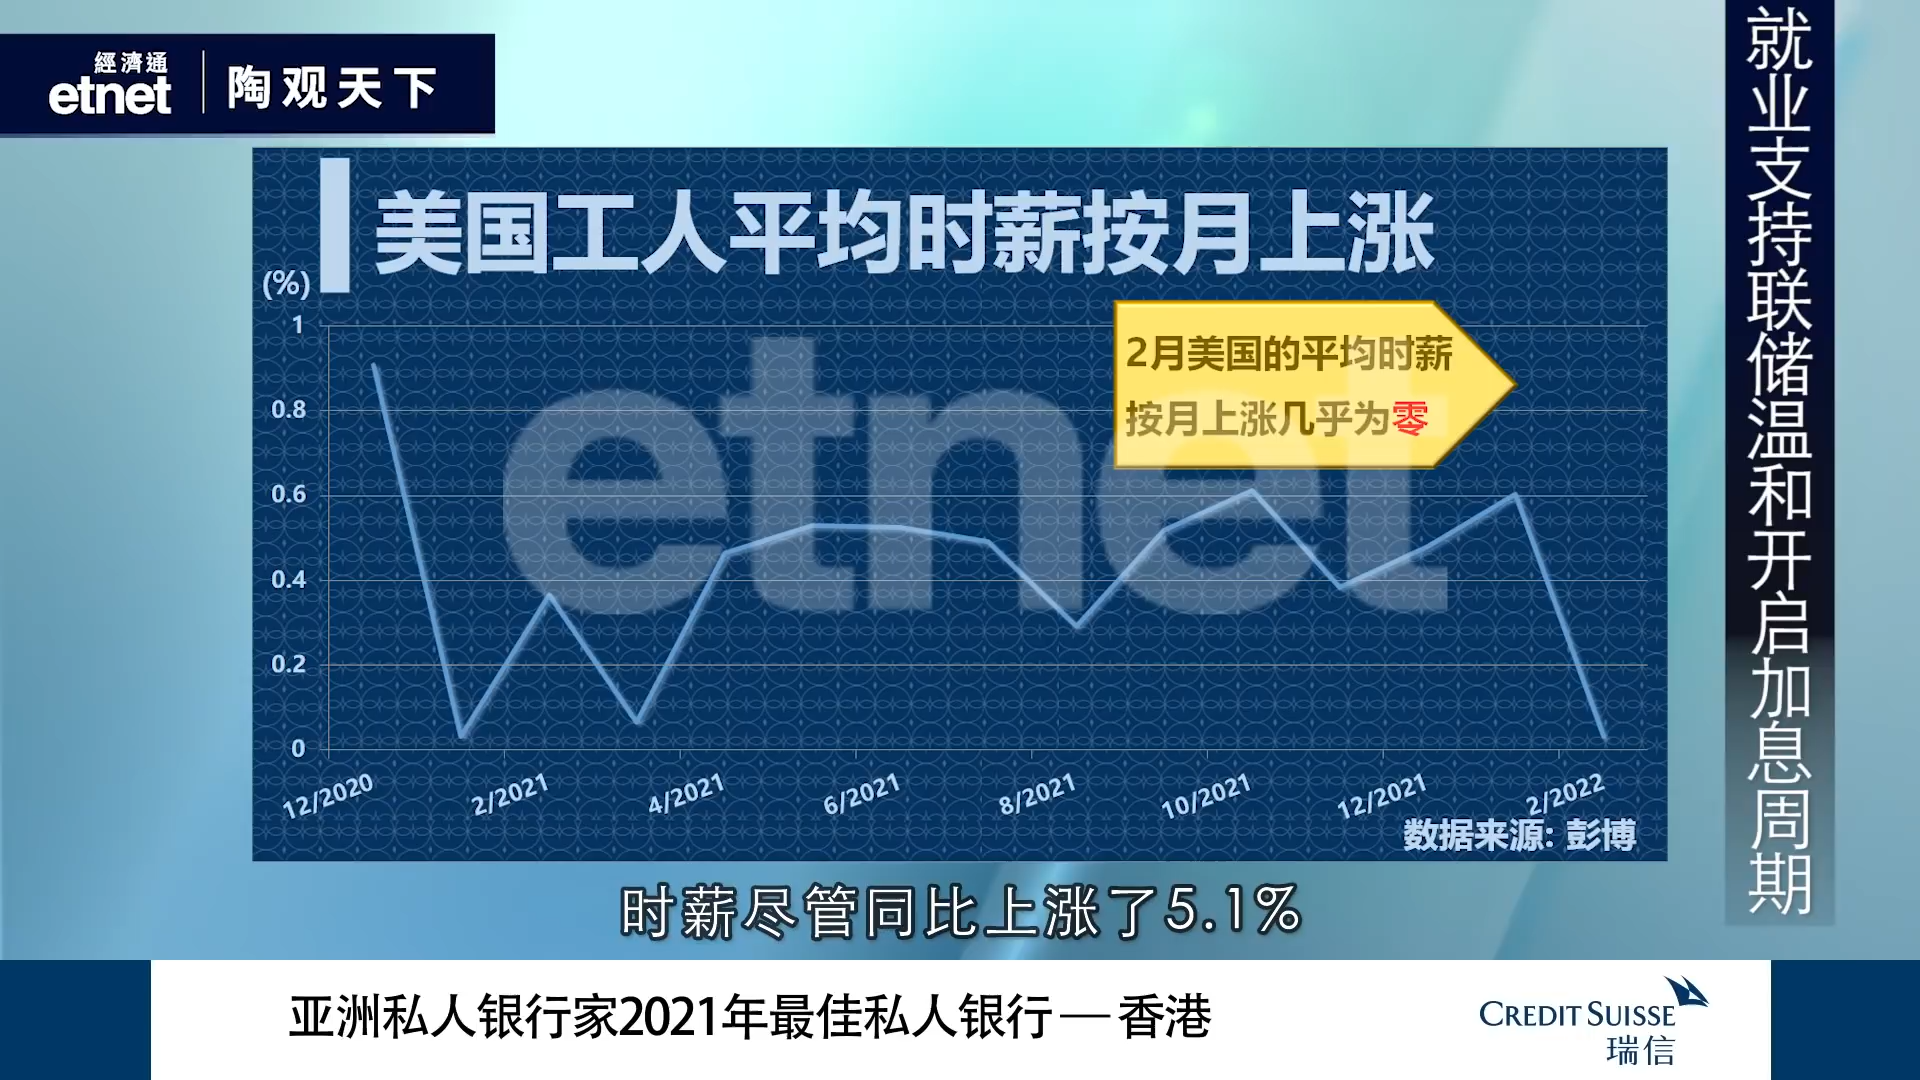 經濟通
etnet
陶观天下
就业支持联储温和开启加息周期
美国工人平均时薪按月上涨
(%)
2月美国的平均时薪
按月上涨几乎为零
etnet
1
0.8
0.6
0.4
0.2
0
12/2020
2/2021
4/2021
6/2021
8/2021
10/2021
12/2021
2/2022
数据来源: 彭博
时薪尽管同比上涨了5.1%
亚洲私人银行家2021年最佳私人银行—香港
CREDIT SUISSE
瑞信